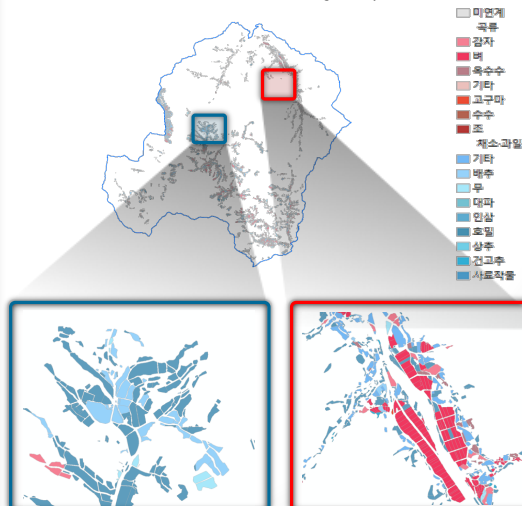 미연계
곡류
감자
벼
옥수수
기타
고구마
수수
조
채소·과일
기타
배추
무
대파
인삼
호밀
상추
건고추
사료작물